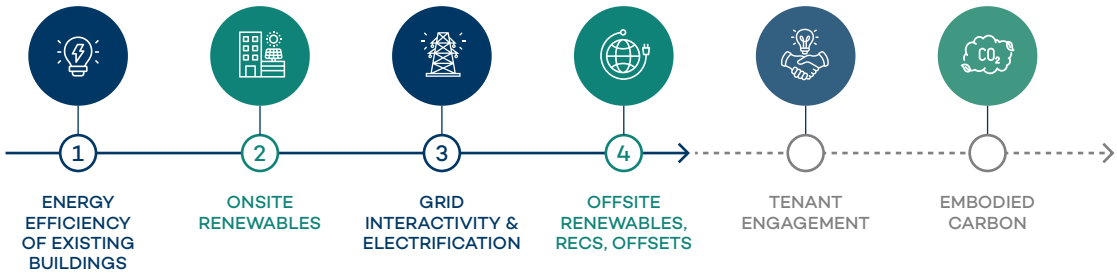 CO₂
1
2
3
4
ENERGY
EFFICIENCY
OF EXISTING
BUILDINGS
ONSITE
RENEWABLES
GRID
INTERACTIVITY &
ELECTRIFICATION
OFFSITE
RENEWABLES,
RECS, OFFSETS
TENANT
ENGAGEMENT
EMBODIED
CARBON